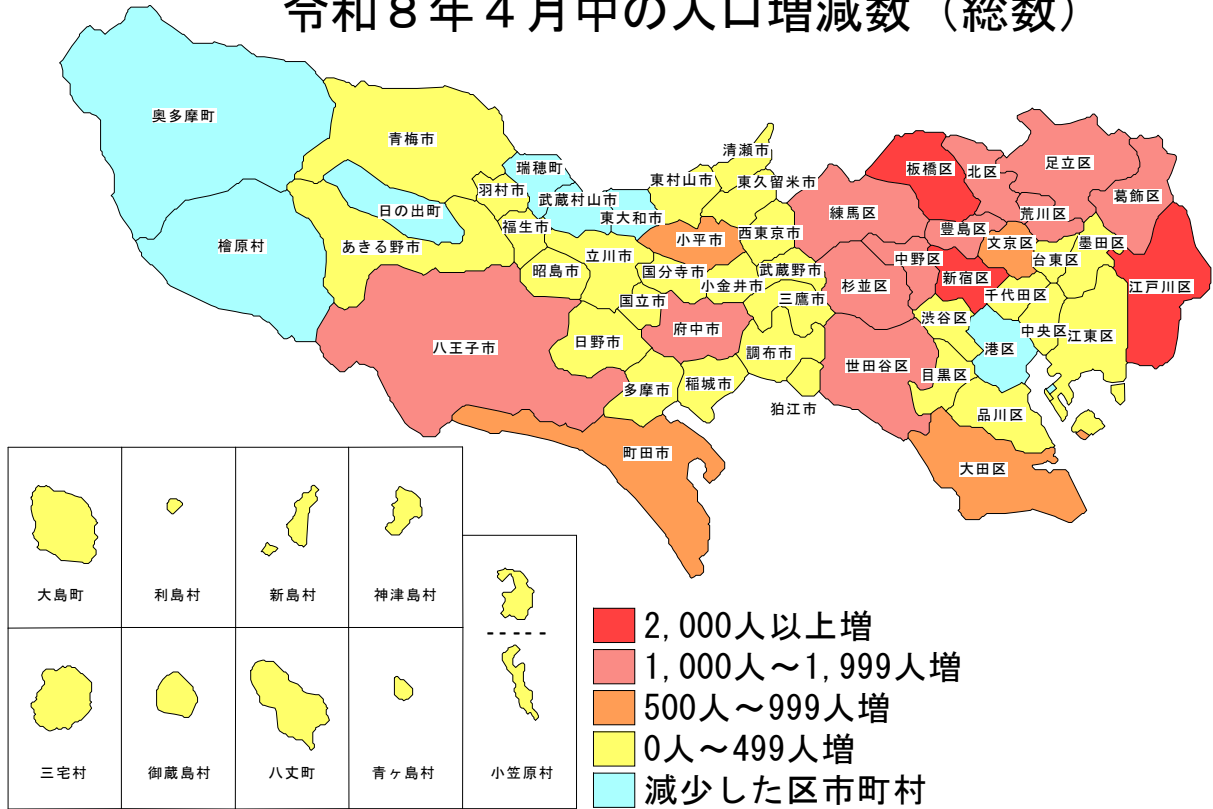 令和８年４月中の人口増減数（総数）
奥多摩町
青梅市
瑞穂町
清瀬市
板橋区
北区
足立区
羽村市
武蔵村山市
東村山市
東久留米市
葛飾区
日の出町
東大和市
練馬区
荒川区
檜原村
あきる野市
福生市
小平市
西東京市
豊島区
文京区
墨田区
立川市
中野区
台東区
昭島市
国分寺市
武蔵野市
杉並区
新宿区
江戸川区
小金井市
国立市
三鷹市
千代田区
渋谷区
中央区
江東区
八王子市
日野市
府中市
調布市
港区
世田谷区
目黒区
多摩市
稲城市
狛江市
品川区
町田市
大田区
大島町
利島村
新島村
神津島村
三宅村
御蔵島村
八丈町
青ヶ島村
小笠原村
2,000人以上増
1,000人～1,999人増
500人～999人増
0人～499人増
減少した区市町村